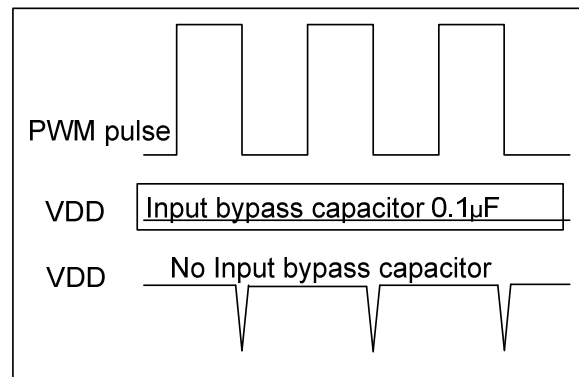 PWM pulse
VDD
Input bypass capacitor 0.1µF
VDD
No Input bypass capacitor